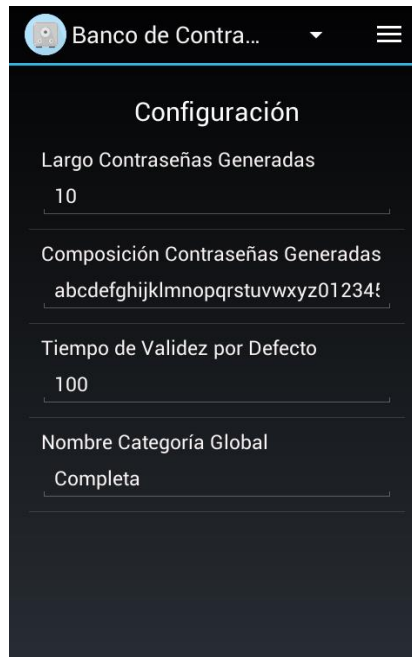 Banco de Contra...
Configuración
Largo Contraseñas Generadas
10
Composición Contraseñas Generadas
abcdefghijklmnopqrstuvwxyz01234
Tiempo de Validez por Defecto
100
Nombre Categoría Global
Completa